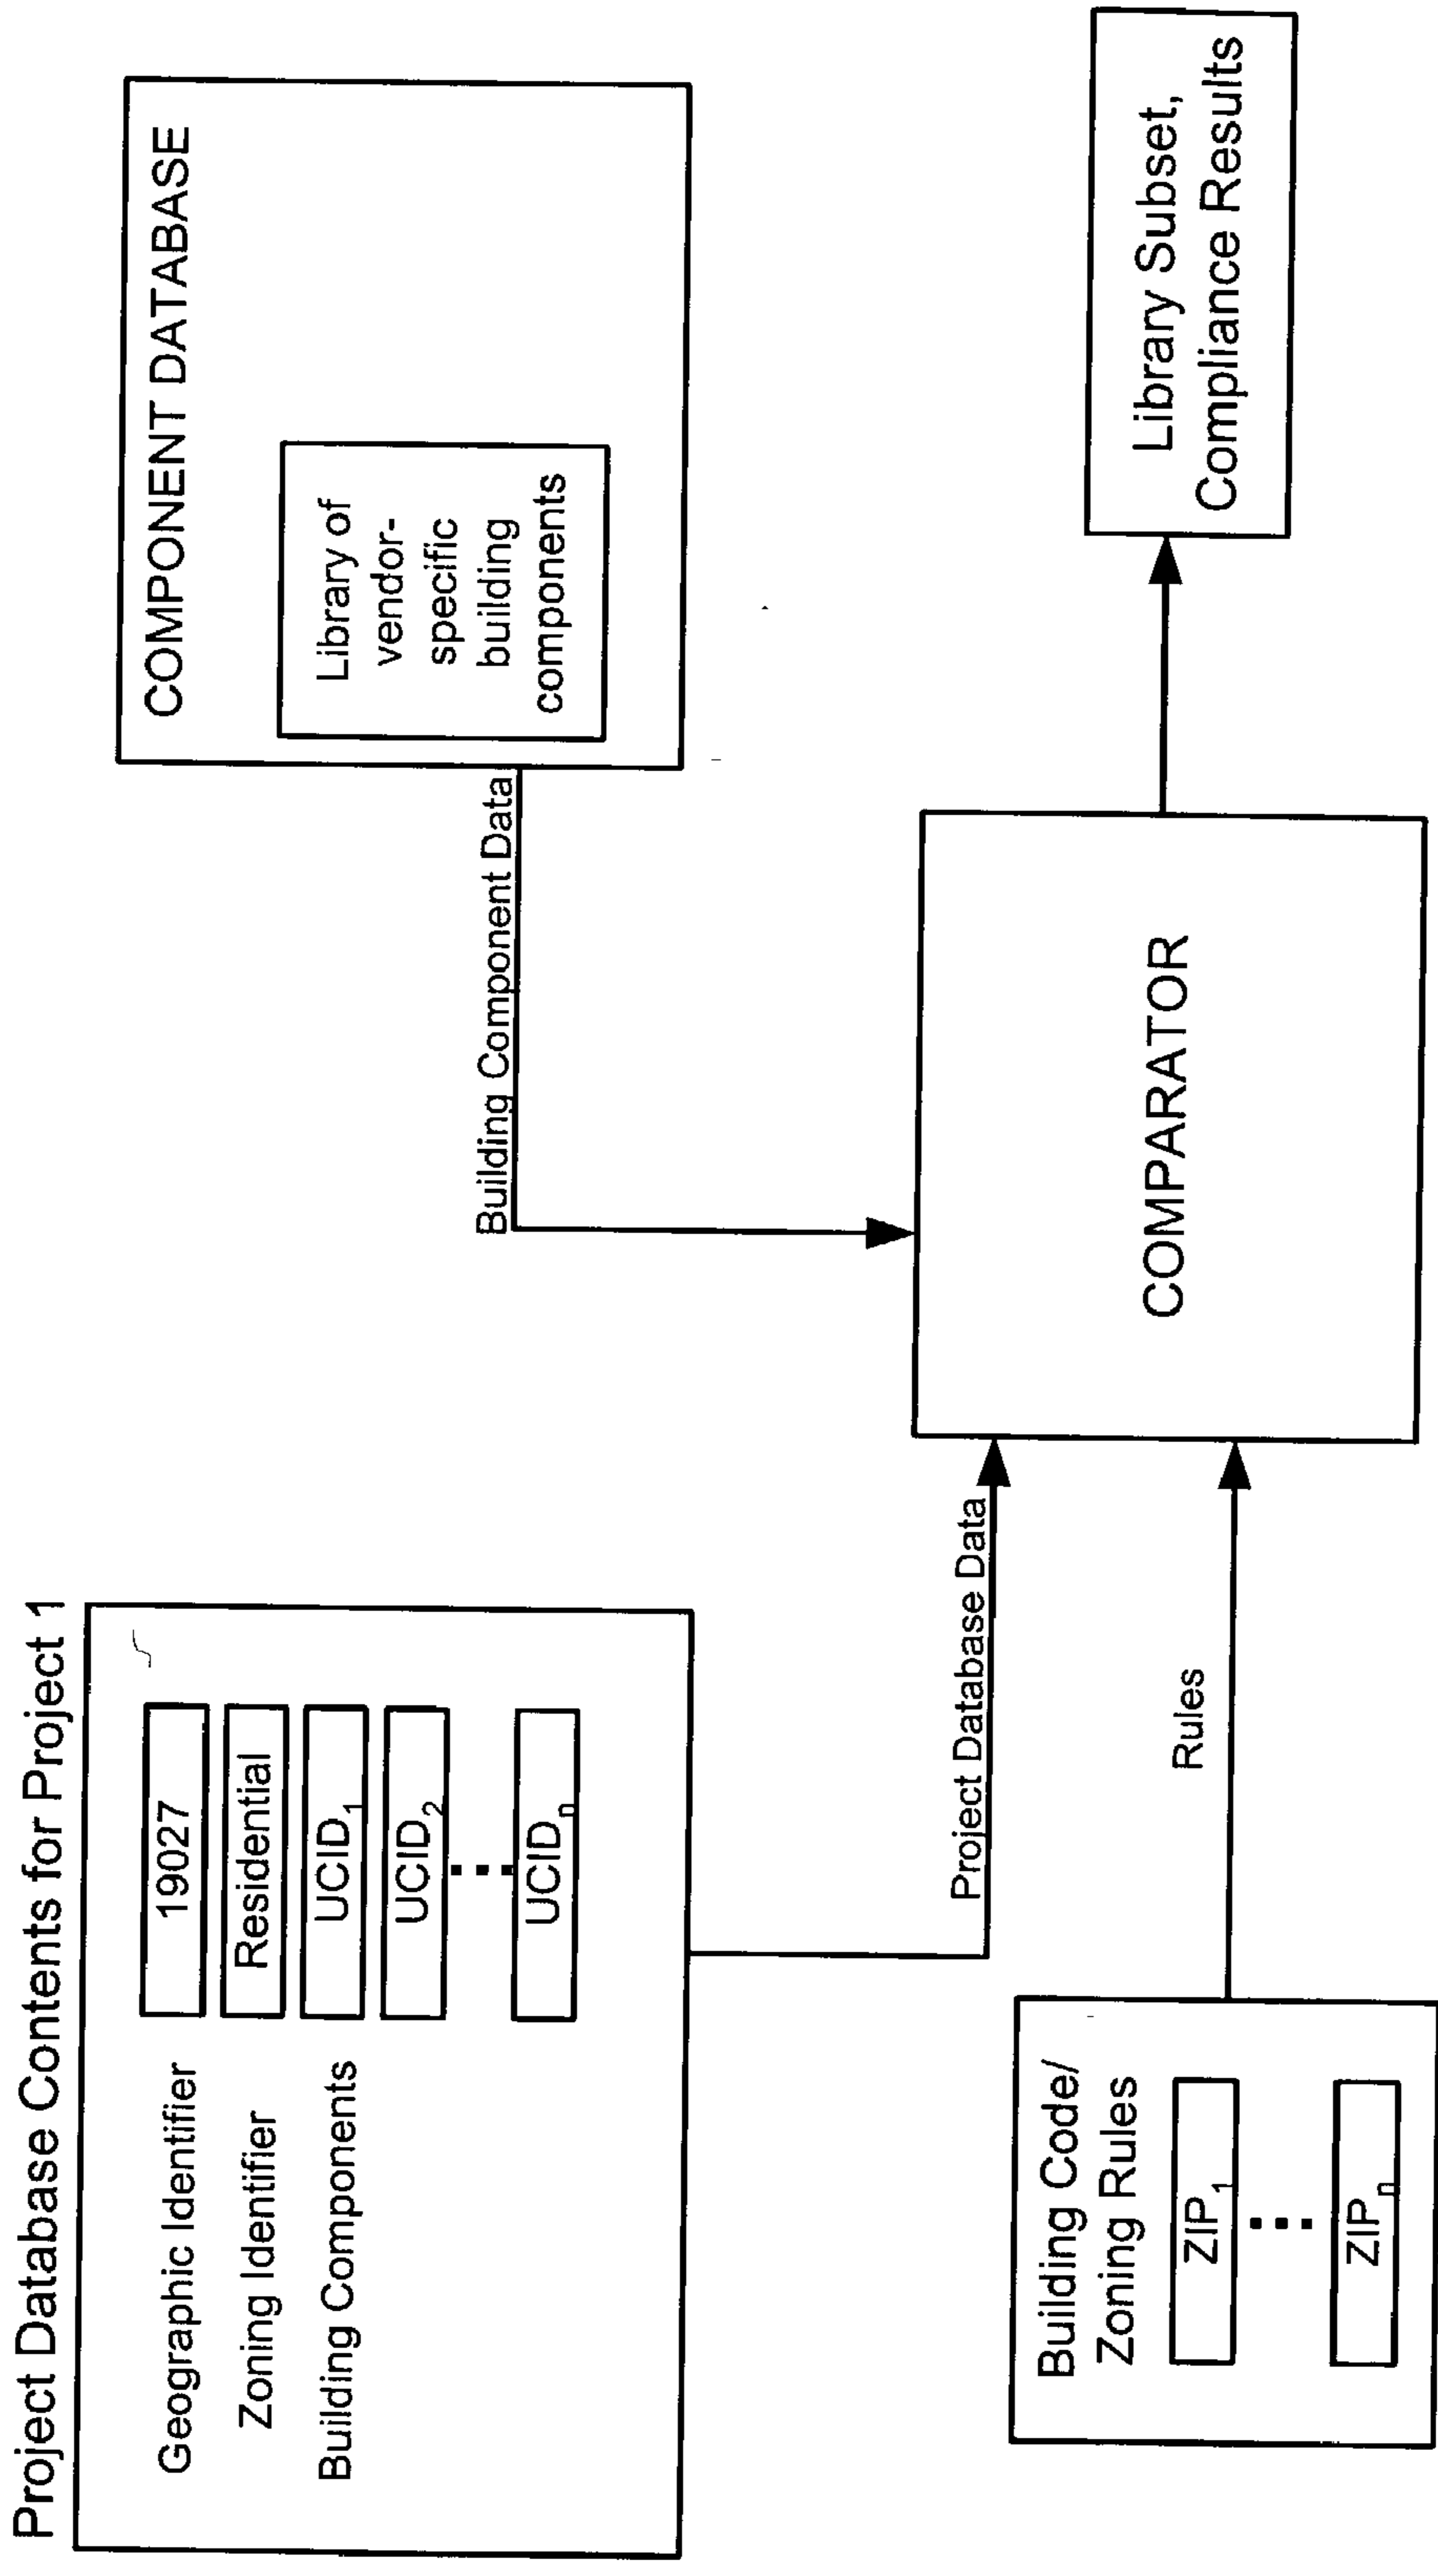 Project Database Contents for Project 1
Geographic Identifier
19027
Zoning Identifier
Residential
Building Components
UCID1
UCID2
UCIDn
COMPONENT DATABASE
Library of
vendor-
specific
building
components
Building Component Data
Project Database Data
Building Code/
Zoning Rules
ZIP1
ZIPn
Rules
COMPARATOR
Library Subset,
Compliance Results